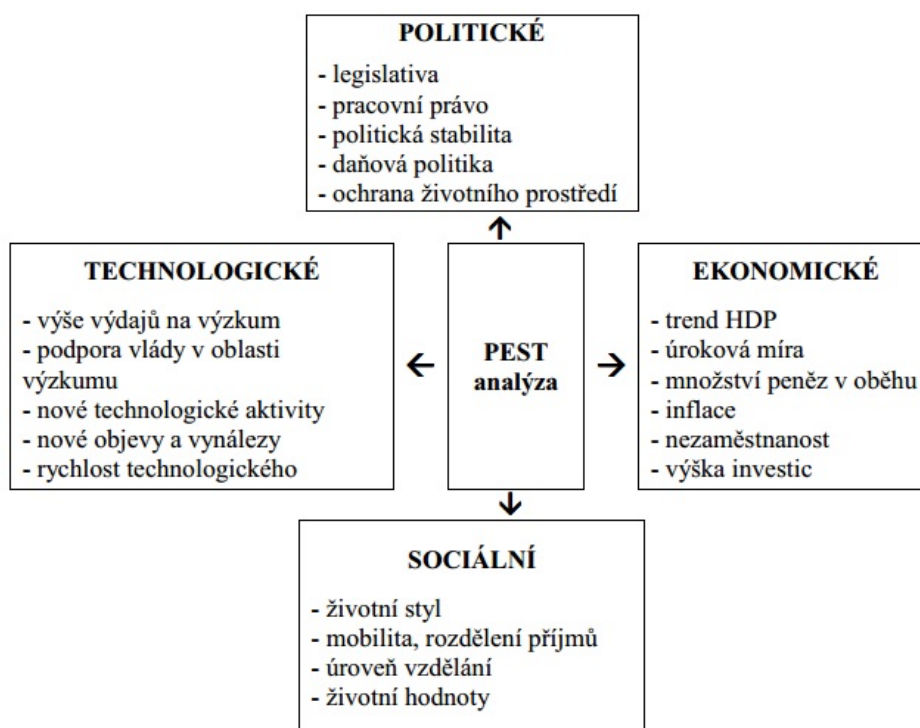 POLITICKÉ
- legislativa
- pracovní právo
- politická stabilita
- daňová politika
- ochrana životního prostředí
TECHNOLOGICKÉ
- výše výdajů na výzkum
- podpora vlády v oblasti
výzkumu
- nové technologické aktivity
- nové objevy a vynálezy
- rychlost technologického
PEST
analýza
EKONOMICKÉ
- trend HDP
- úroková míra
- množství peněz v oběhu
- inflace
- nezaměstnanost
- výška investic
SOCIÁLNÍ
- životní styl
- mobilita, rozdělení příjmů
- úroveň vzdělání
- životní hodnoty